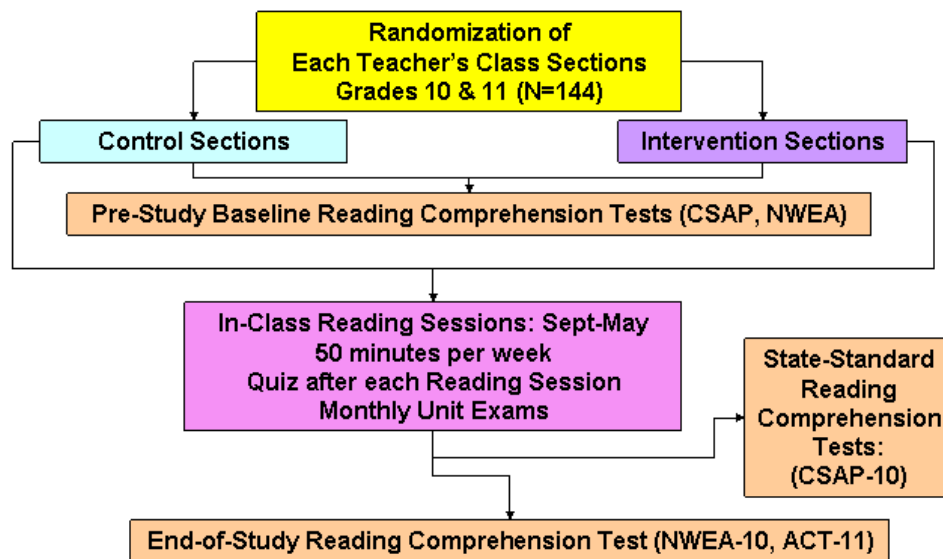 Randomization of
Each Teacher's Class Sections
Grades 10 & 11 (N=144)
Control Sections
Intervention Sections
Pre-Study Baseline Reading Comprehension Tests (CSAP, NWEA)
In-Class Reading Sessions: Sept-May
50 minutes per week
Quiz after each Reading Session
Monthly Unit Exams
State-Standard
Reading
Comprehension
Tests:
(CSAP-10)
End-of-Study Reading Comprehension Test (NWEA-10, ACT-11)